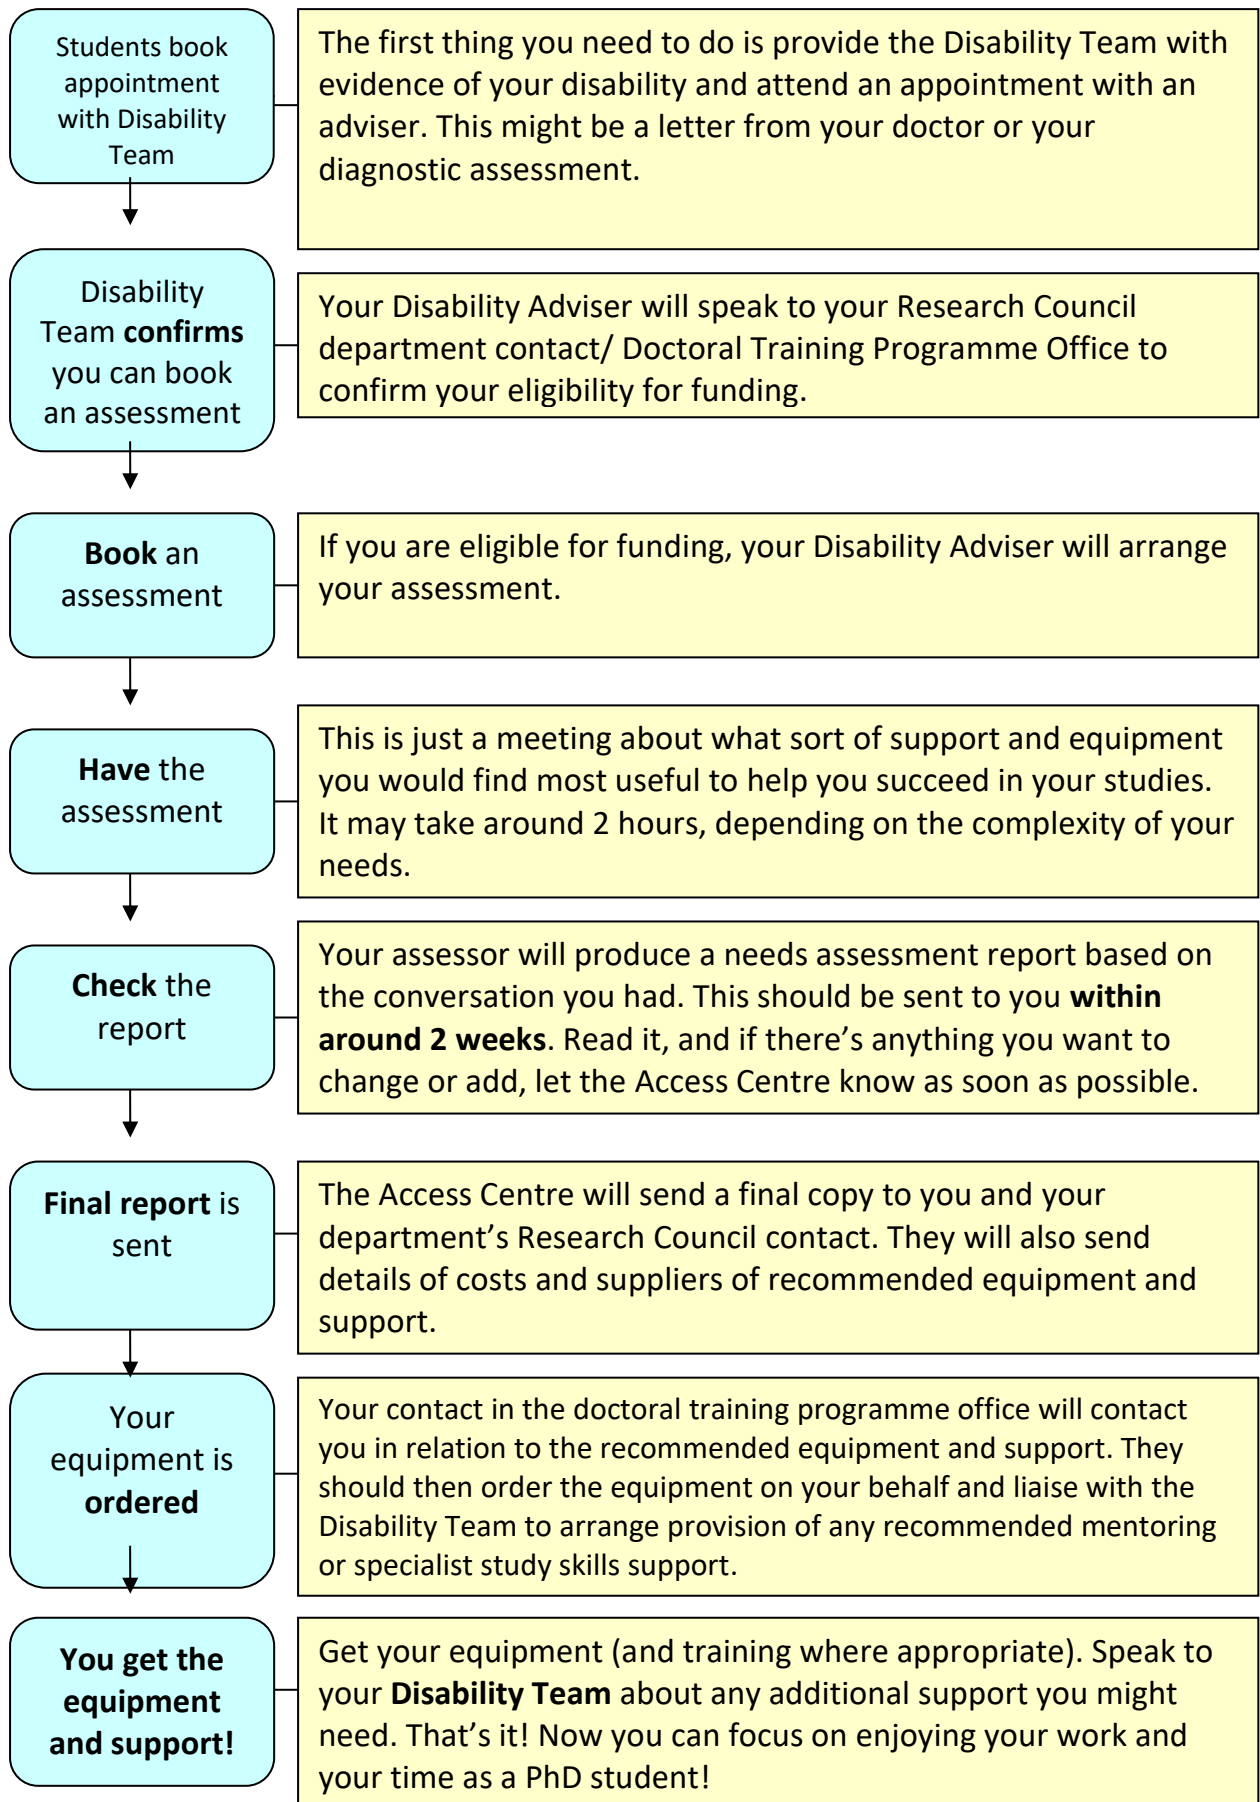 Students book
appointment
with Disability
Team
The first thing you need to do is provide the Disability Team with
evidence of your disability and attend an appointment with an
adviser. This might be a letter from your doctor or your
diagnostic assessment.
Disability
Team confirms
you can book
an assessment
Your Disability Adviser will speak to your Research Council
department contact/ Doctoral Training Programme Office to
confirm your eligibility for funding.
Book an
assessment
If you are eligible for funding, your Disability Adviser will arrange
your assessment.
Have the
assessment
This is just a meeting about what sort of support and equipment
you would find most useful to help you succeed in your studies.
It may take around 2 hours, depending on the complexity of your
needs.
Check the
report
Your assessor will produce a needs assessment report based on
the conversation you had. This should be sent to you within
around 2 weeks. Read it, and if there’s anything you want to
change or add, let the Access Centre know as soon as possible.
Final report is
sent
The Access Centre will send a final copy to you and your
department’s Research Council contact. They will also send
details of costs and suppliers of recommended equipment and
support.
Your
equipment is
ordered
Your contact in the doctoral training programme office will contact
you in relation to the recommended equipment and support. They
should then order the equipment on your behalf and liaise with the
Disability Team to arrange provision of any recommended mentoring
or specialist study skills support.
You get the
equipment
and support!
Get your equipment (and training where appropriate). Speak to
your Disability Team about any additional support you might
need. That’s it! Now you can focus on enjoying your work and
your time as a PhD student!